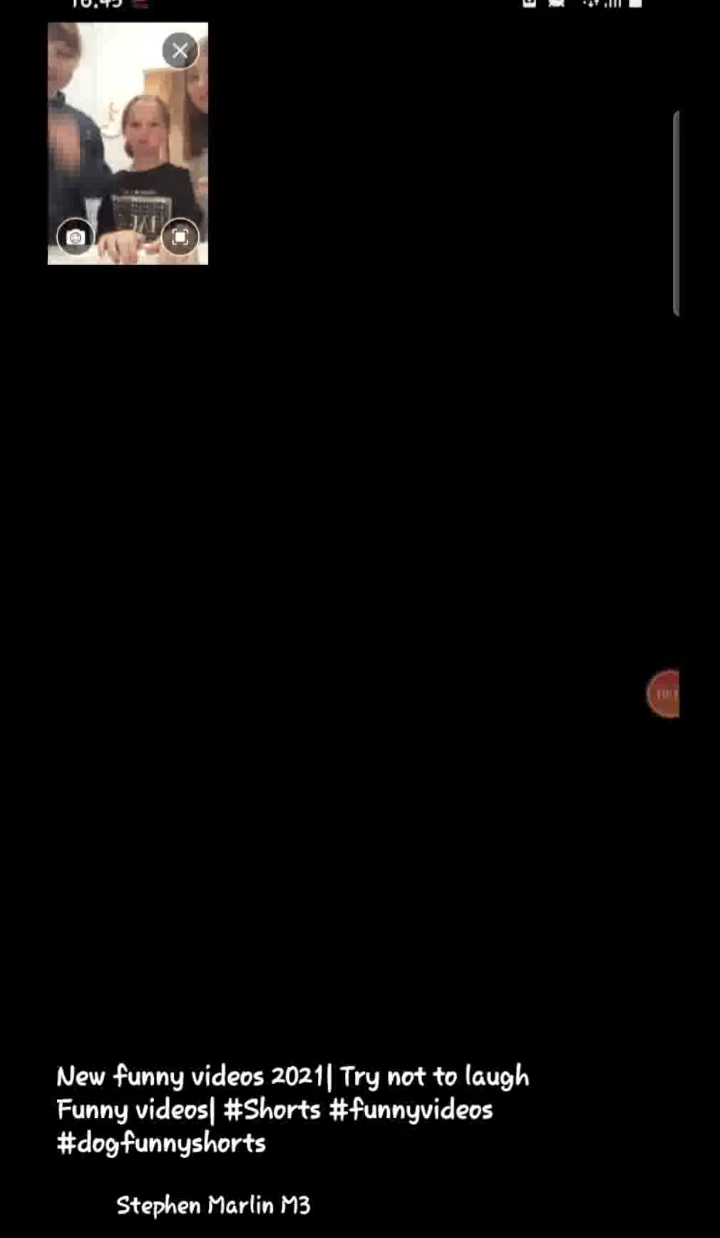 New funny videos 2021| Try not to laugh
Funny videos| #Shorts #funnyvideos
#dogfunnyshorts
Stephen Marlin M3